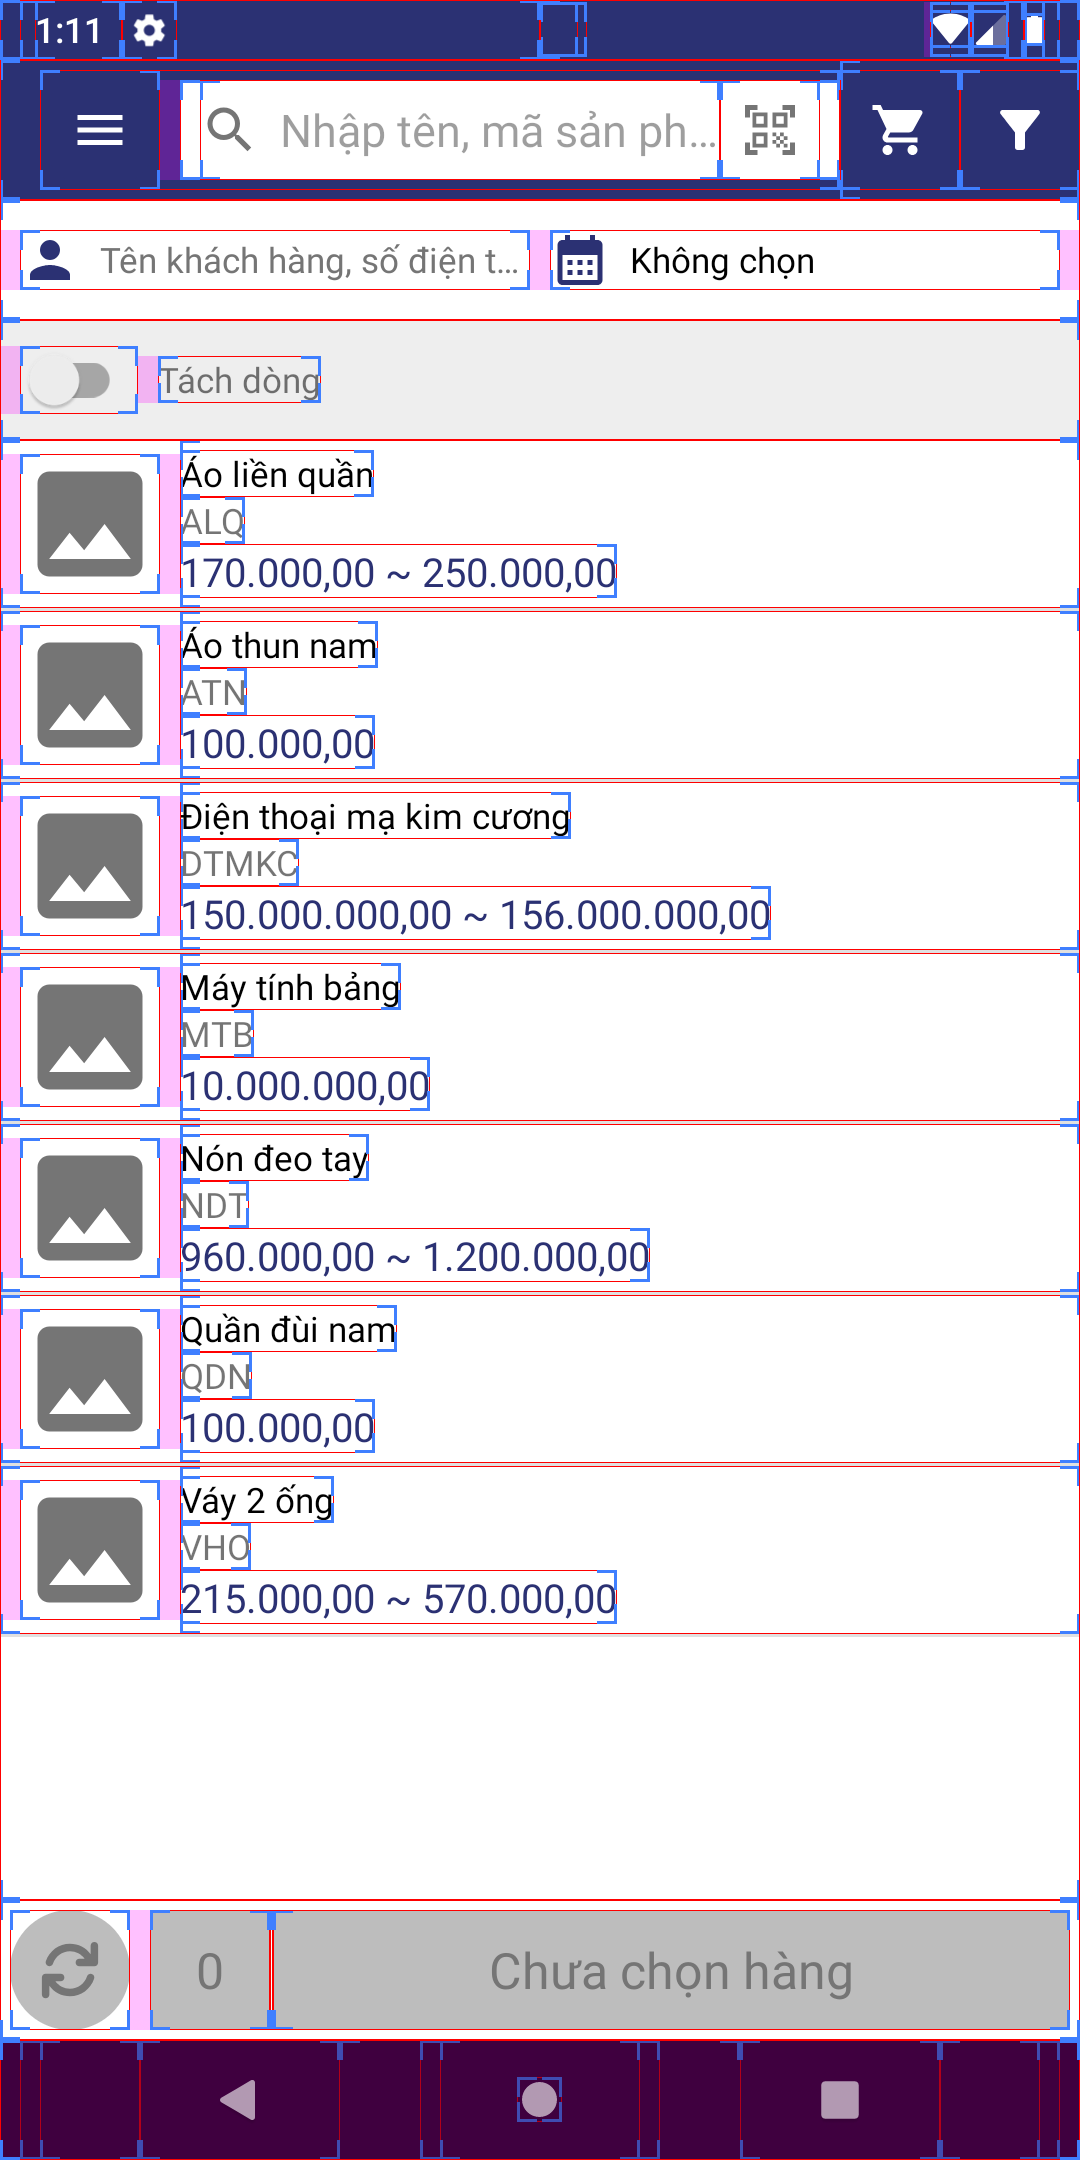 1:11
Nhập tên, mã sản ph...
Tên khách hàng, số điện t...
Không chọn
Tách dòng
Áo liền quần
ALQ
170.000,00 ~ 250.000,00
Áo thun nam
ATN
100.000,00
Điện thoại mạ kim cương
DTMKC
150.000.000,00 ~ 156.000.000,00
Máy tính bảng
MTB
10.000.000,00
Nón đeo tay
NDT
960.000,00 ~ 1.200.000,00
Quần đùi nam
QDN
100.000,00
Váy 2 ống
VHO
215.000,00 ~ 570.000,00
0
Chưa chọn hàng